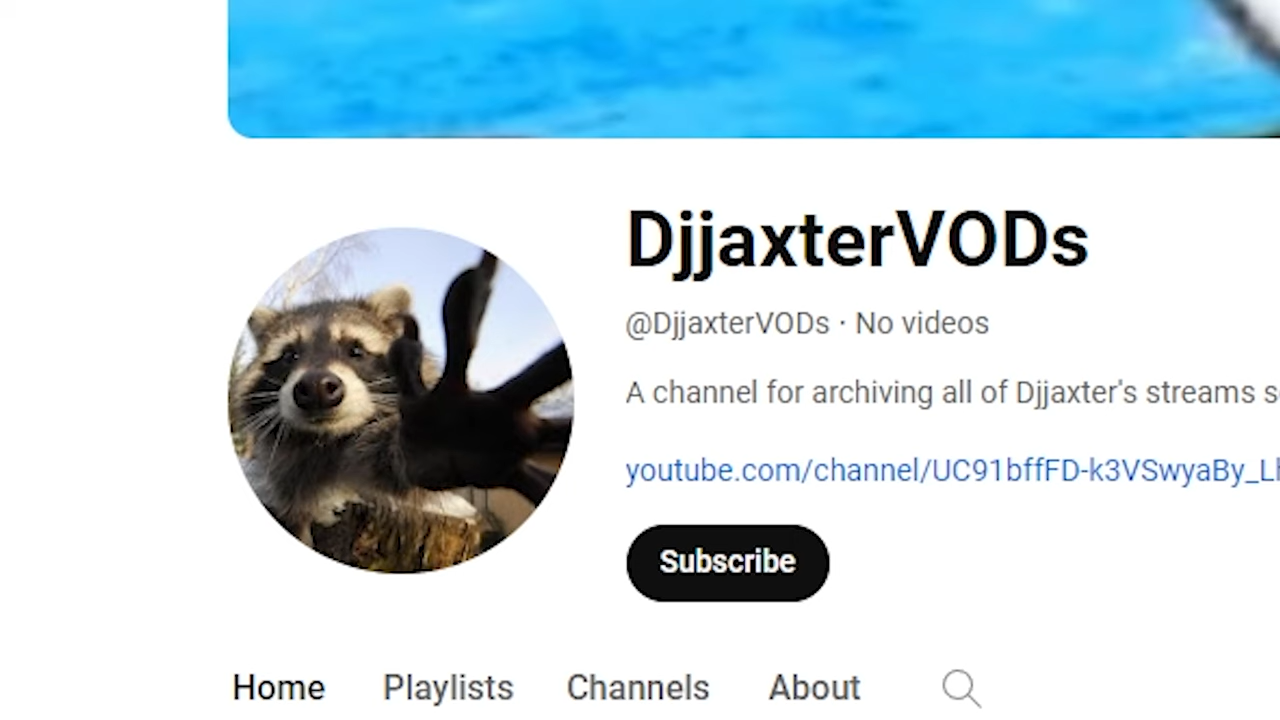 DjjaxterVODs
@DjjaxterVODs · No videos
A channel for archiving all of Djjaxter's streams
youtube.com/channel/UC91bffFD-k3VSwyaBy_L
Subscribe
Home Playlists Channels About